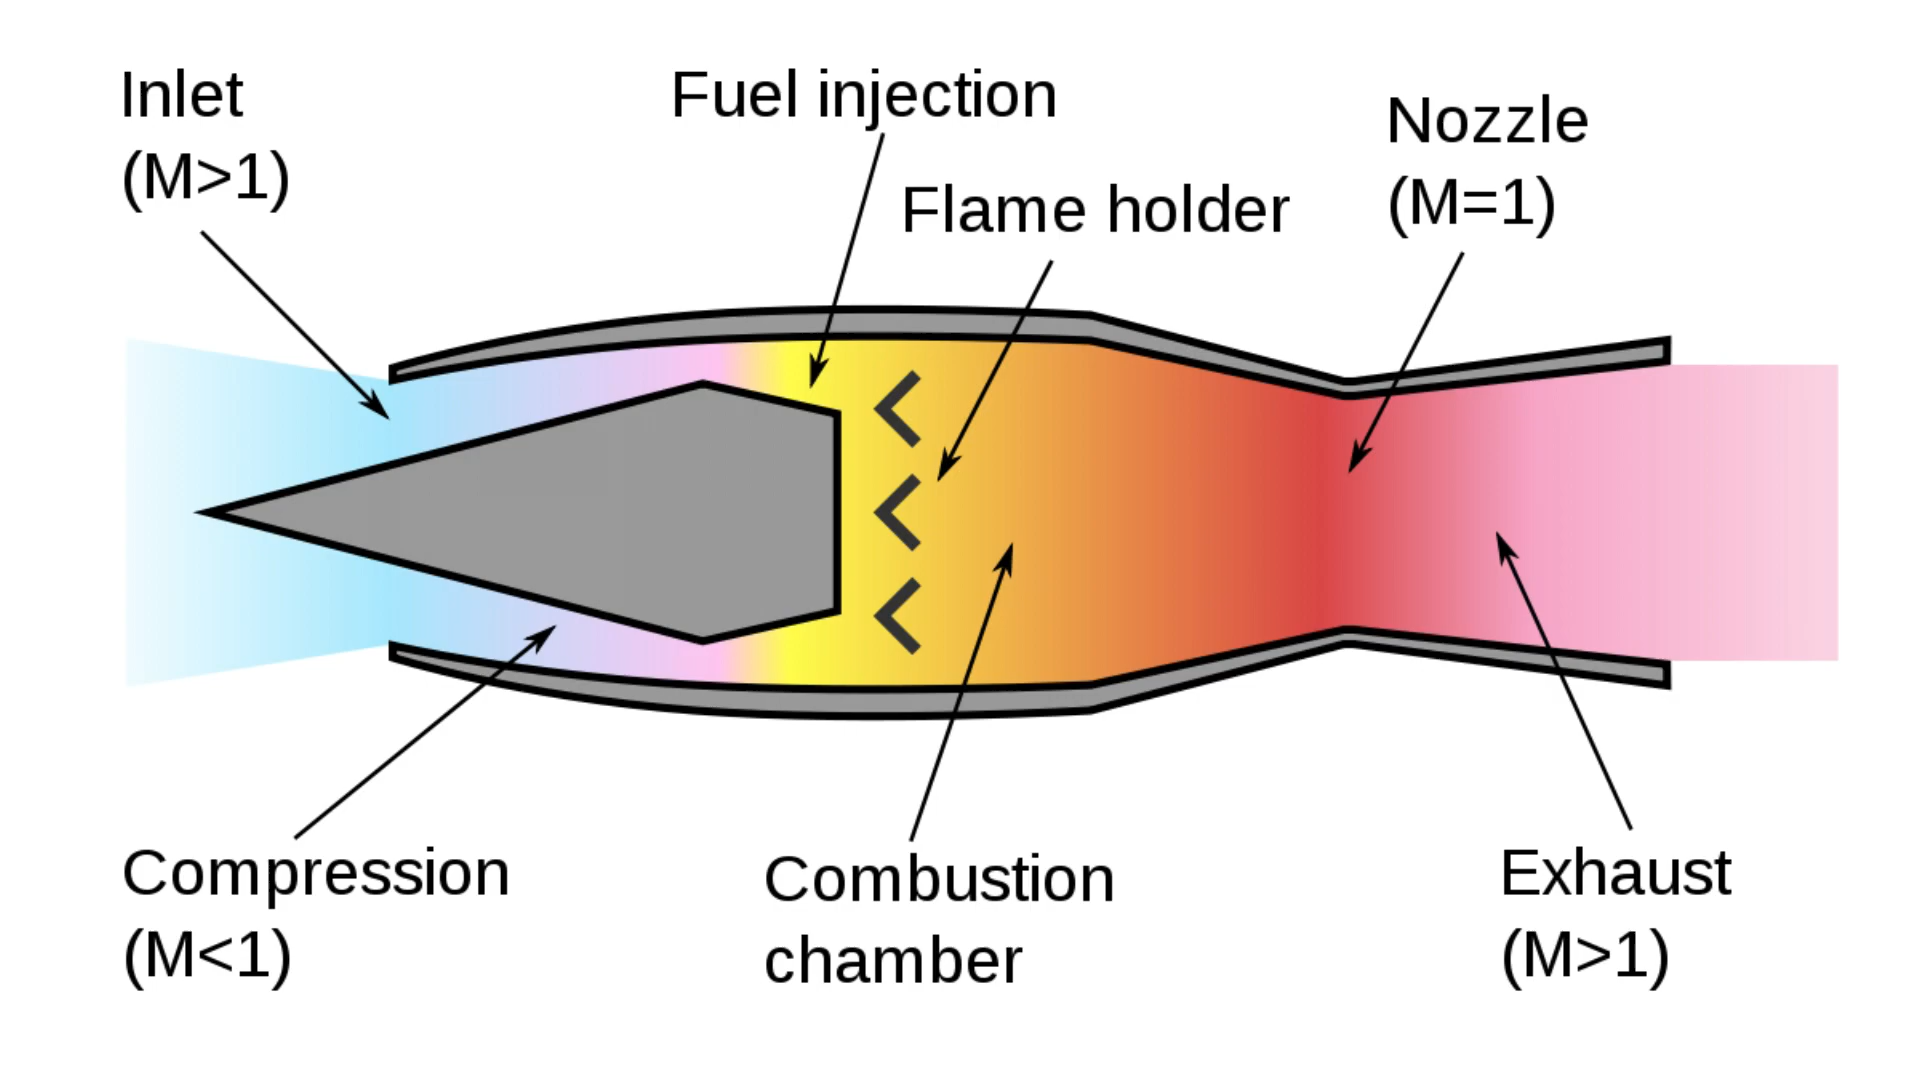 Inlet
(M>1)
Fuel injection
Flame holder
Nozzle
(M=1)
Compression
(M<1)
Combustion
chamber
Exhaust
(M>1)